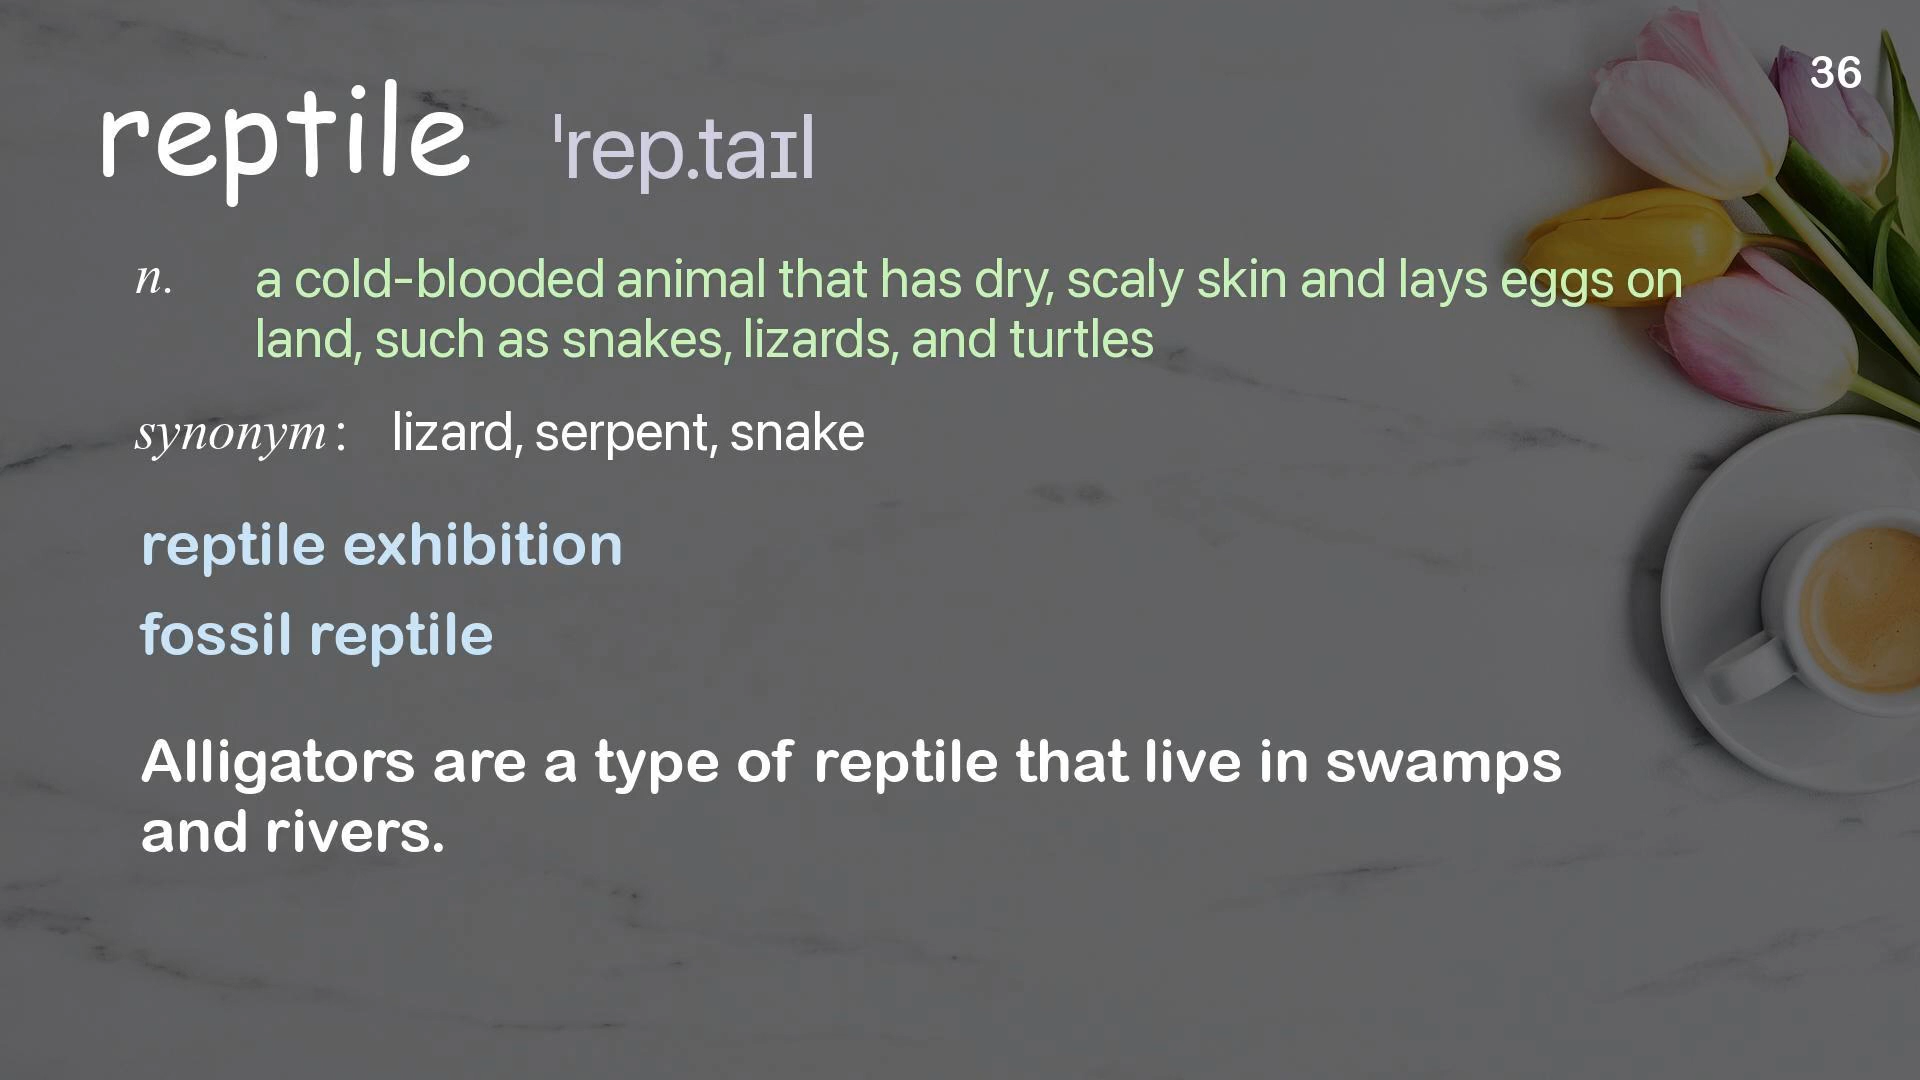 36
reptile ˈrep.taɪl
n. a cold-blooded animal that has dry, scaly skin and lays eggs on
land, such as snakes, lizards, and turtles
synonym: lizard, serpent, snake
reptile exhibition
fossil reptile
Alligators are a type of reptile that live in swamps
and rivers.